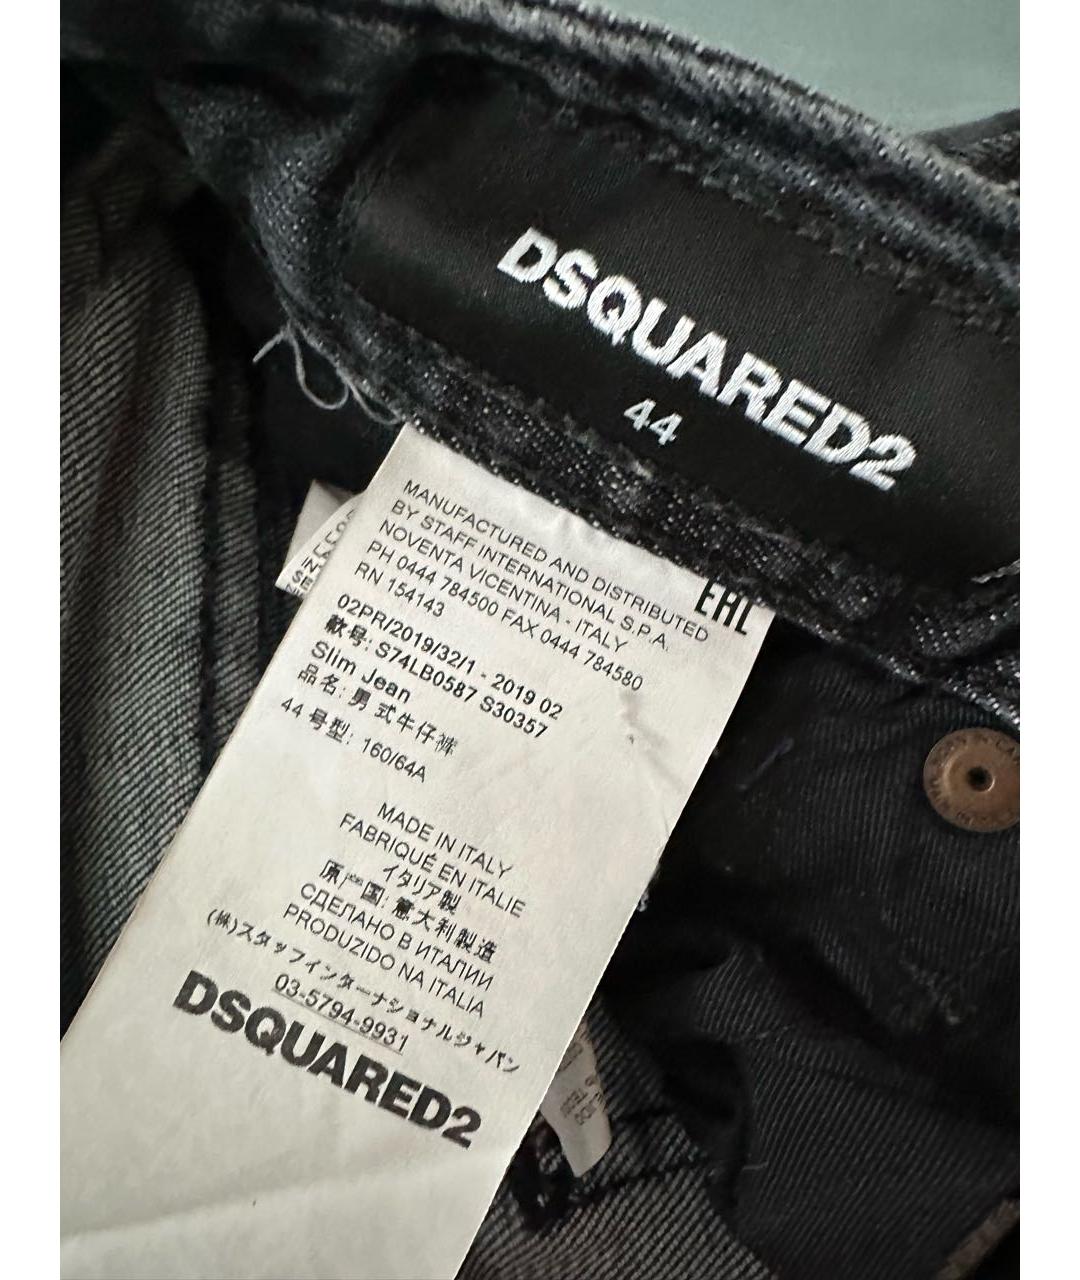 DSQUARED2
44
MANUFACTURED AND DISTRIBUTED
BY STAFF INTERNATIONAL S.P.A.
NOVENTA VICENTINA - ITALY
PH 0444 784500 FAX 0444 784580
RN 154143
EAC
02PR/2019/32/1 - 2019 02
款号: S74LB0587 S30357
Slim Jean
品名: 男式牛仔裤
44 号型: 160/64A
MADE IN ITALY
FABRIQUÉ EN ITALIE
イタリア製
原产国: 意大利製造
СДЕЛАНО В ИТАЛИИ
PRODUZIDO NA ITALIA
(株)スタッフインターナショナルジャパン
03-5794-9931
DSQUARED2